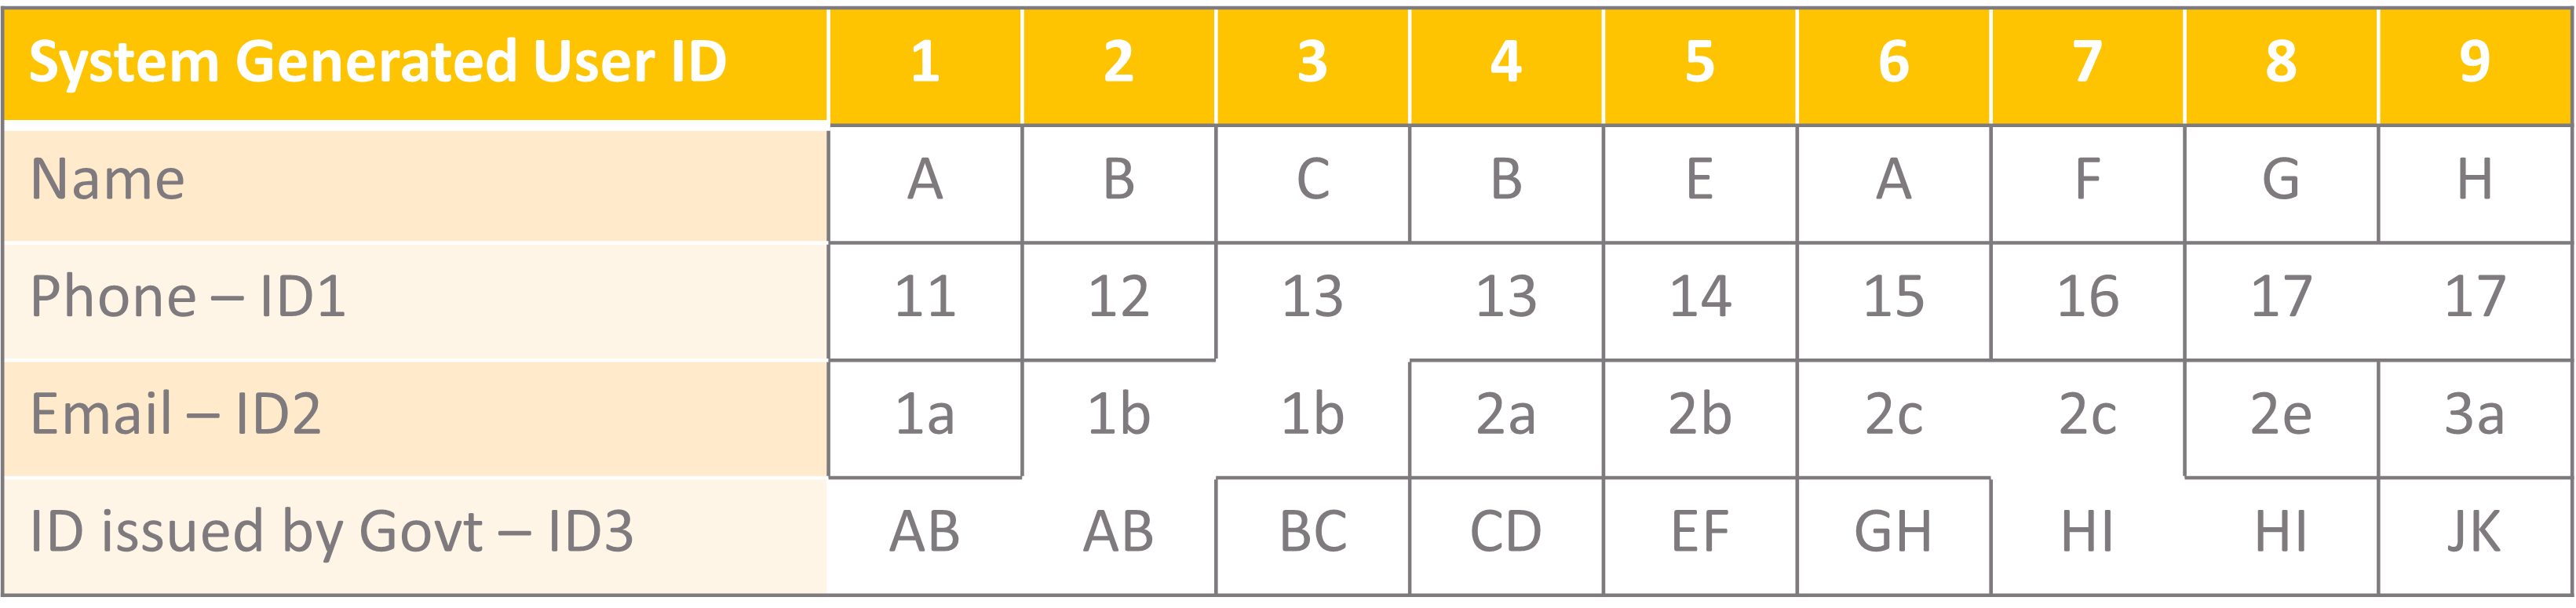 System Generated User ID 1 2 3 4 5 6 7 8 9
Name A B C B E A F G H
Phone – ID1 11 12 13 13 14 15 16 17 17
Email – ID2 1a 1b 1b 2a 2b 2c 2c 2e 3a
ID issued by Govt – ID3 AB AB BC CD EF GH HI HI JK